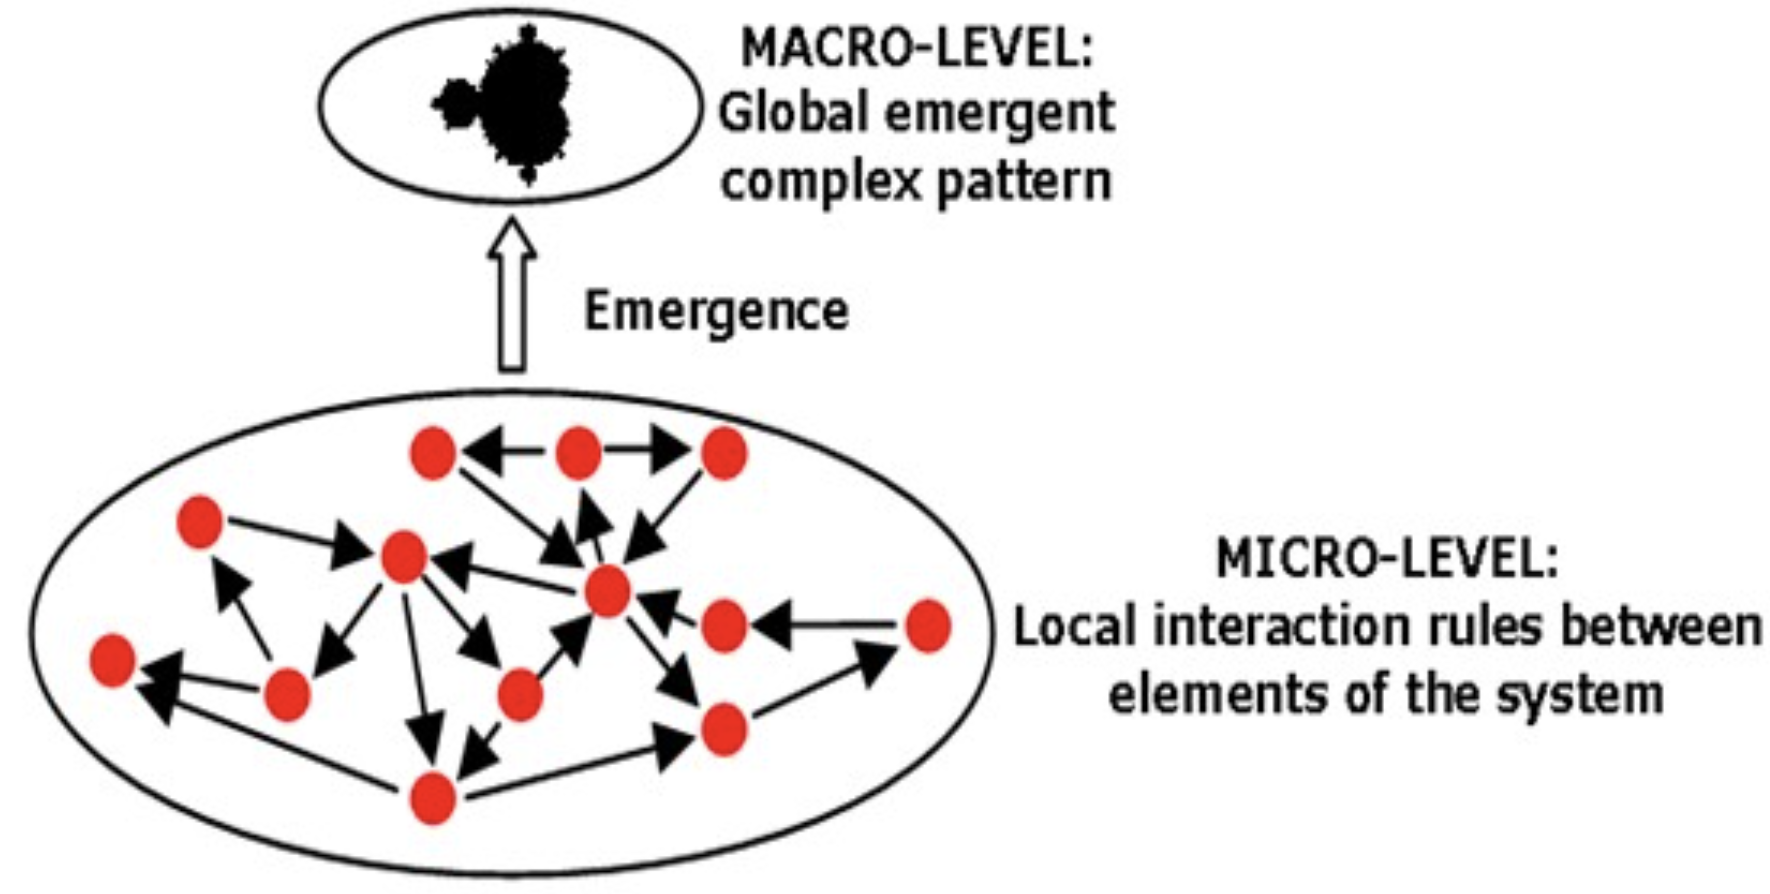 MACRO-LEVEL:
Global emergent
complex pattern
Emergence
MICRO-LEVEL:
Local interaction rules between
elements of the system